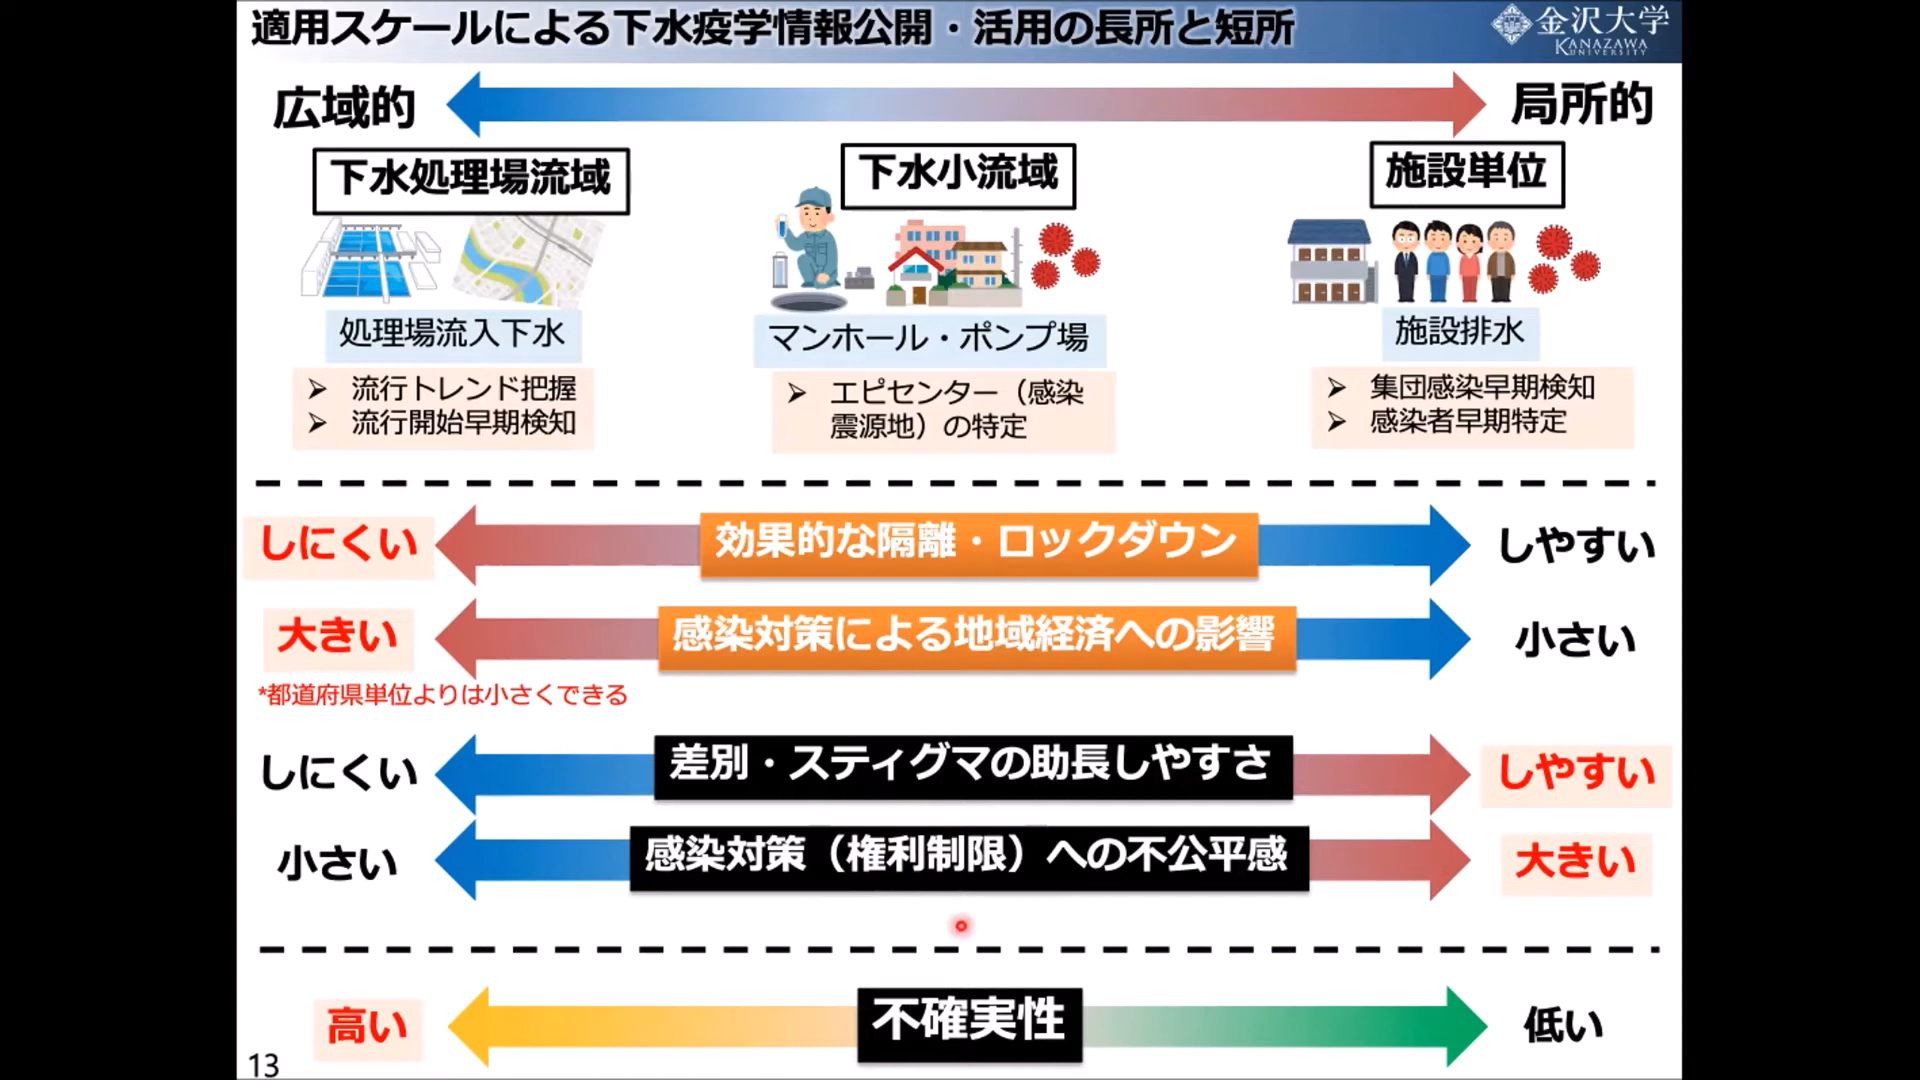 適用スケールによる下水疫学情報公開・活用の長所と短所
金沢大学
KANAZAWA
UNIVERSITY
広域的
局所的
下水処理場流域
下水小流域
施設単位
処理場流入下水
マンホール・ポンプ場
施設排水
➢ 流行トレンド把握
➢ 流行開始早期検知
➢ エピセンター（感染
震源地）の特定
➢ 集団感染早期検知
➢ 感染者早期特定
しにくい
効果的な隔離・ロックダウン
しやすい
大きい
感染対策による地域経済への影響
小さい
*都道府県単位よりは小さくできる
しにくい
差別・スティグマの助長しやすさ
しやすい
小さい
感染対策（権利制限）への不公平感
大きい
高い
不確実性
低い
13